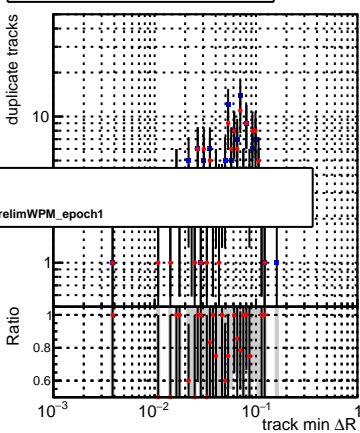 duplicate tracks
10
relimWPM_epoch1
1
Ratio
1
0.8
0.6
10⁻³ 10⁻² 10⁻¹ 1
track min ΔR